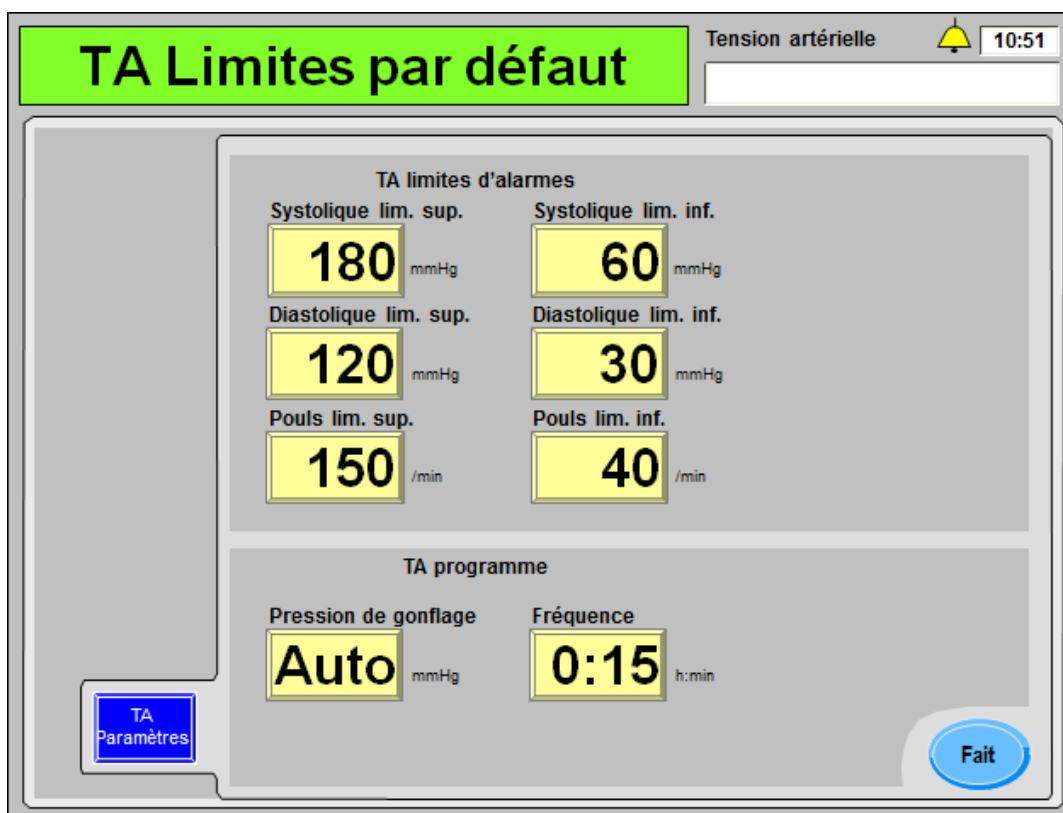 TA Limites par défaut
Tension artérielle
10:51
TA limites d'alarmes
Systolique lim. sup. Systolique lim. inf.
180 mmHg 60 mmHg
Diastolique lim. sup. Diastolique lim. inf.
120 mmHg 30 mmHg
Pouls lim. sup. Pouls lim. inf.
150 /min 40 /min
TA programme
Pression de gonflage Fréquence
Auto mmHg 0:15 h:min
TA
Paramètres
Fait